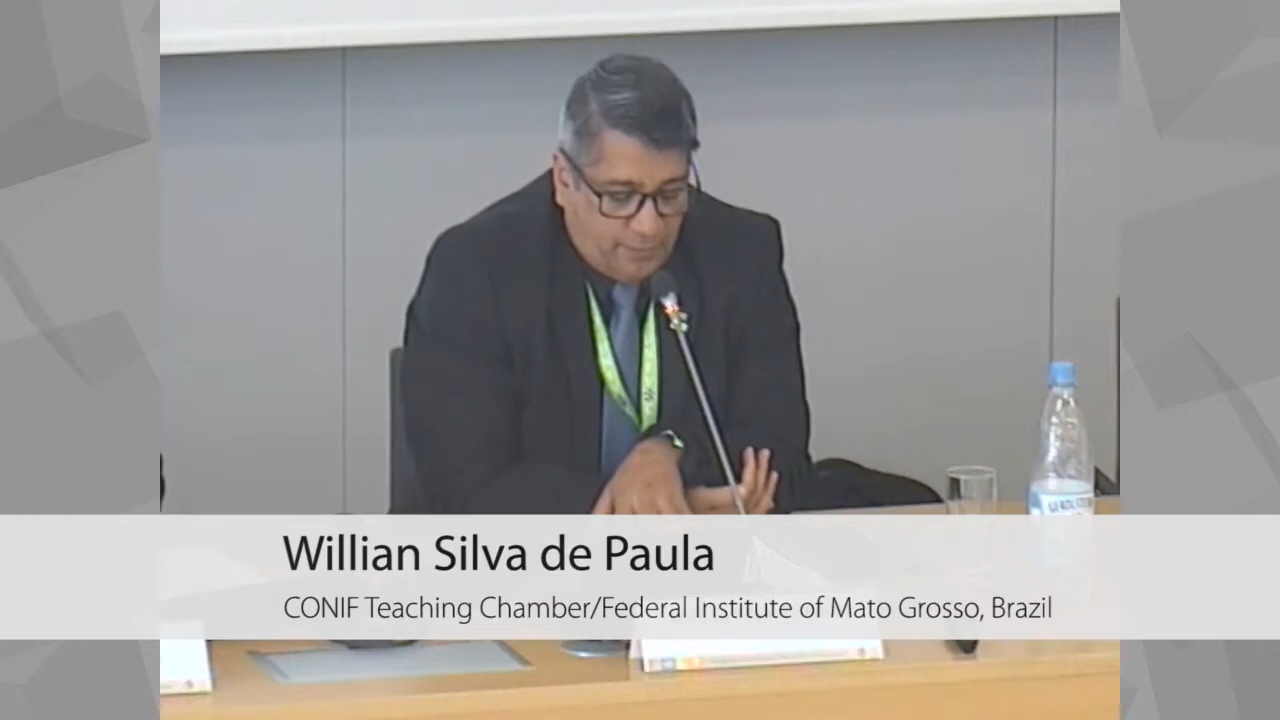 Willian Silva de Paula
CONIF Teaching Chamber/Federal Institute of Mato Grosso, Brazil